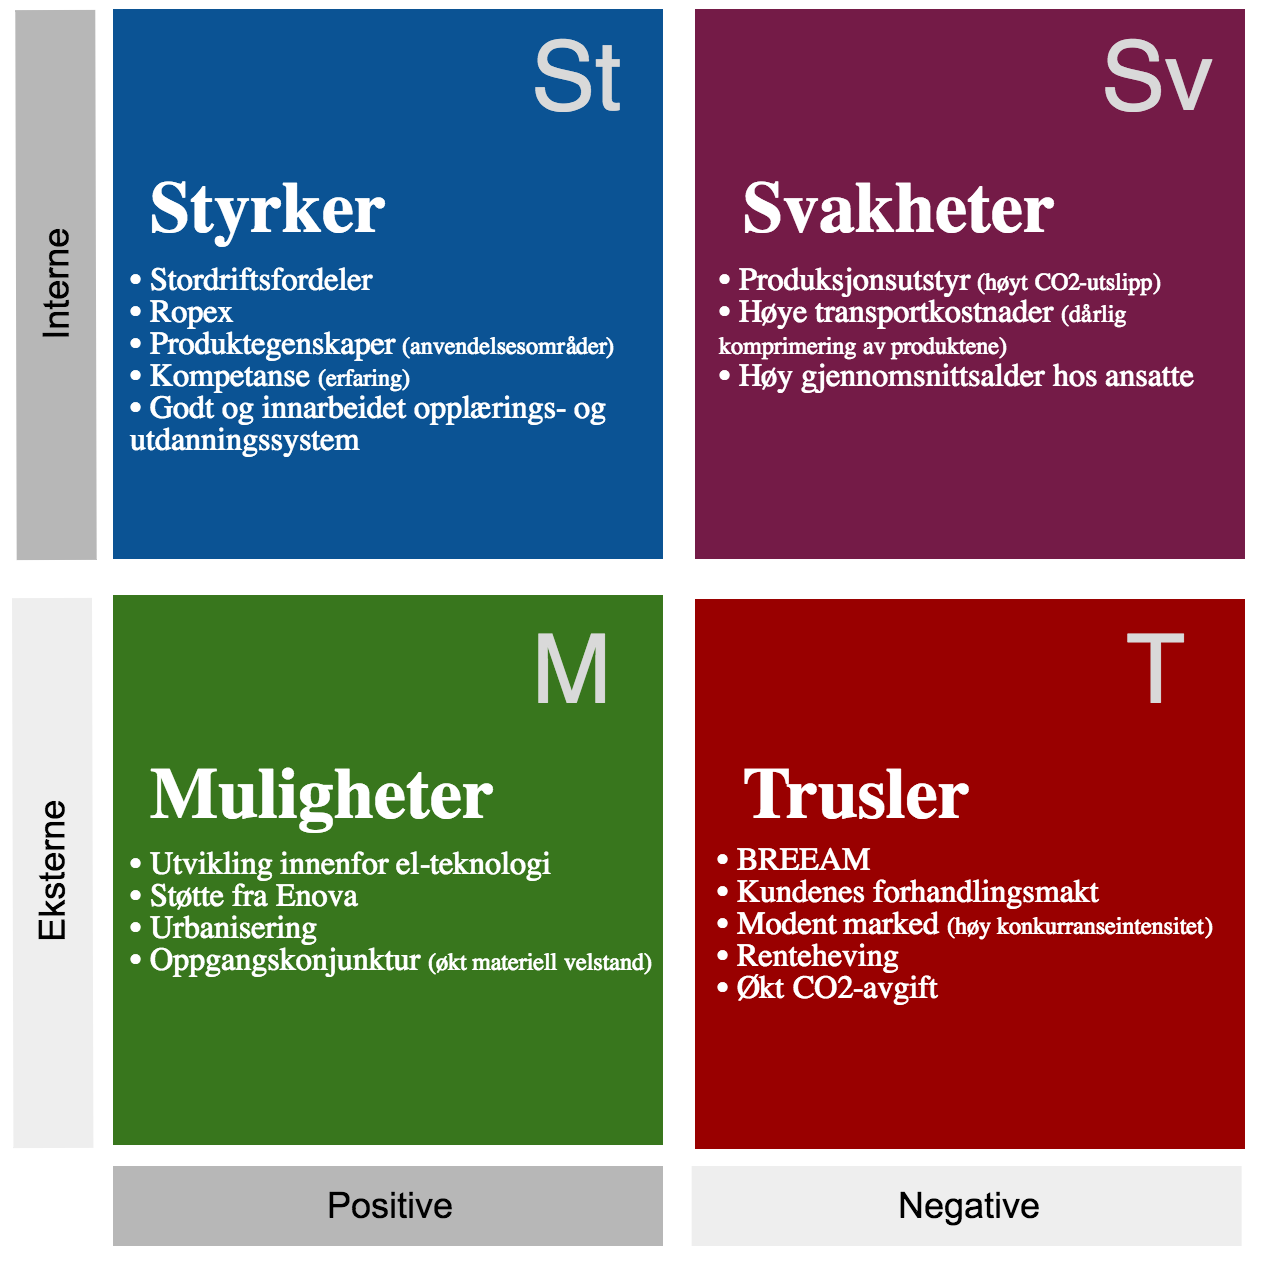 Interne
St
Styrker
• Stordriftsfordeler
• Ropex
• Produktegenskaper (anvendelsesområder)
• Kompetanse (erfaring)
• Godt og innarbeidet opplærings- og
utdanningssystem
Sv
Svakheter
• Produksjonsutstyr (høyt CO2-utslipp)
• Høye transportkostnader (dårlig
komprimering av produktene)
• Høy gjennomsnittsalder hos ansatte
Eksterne
M
Muligheter
• Utvikling innenfor el-teknologi
• Støtte fra Enova
• Urbanisering
• Oppgangskonjunktur (økt materiell velstand)
T
Trusler
• BREEAM
• Kundenes forhandlingsmakt
• Modent marked (høy konkurranseintensitet)
• Renteheving
• Økt CO2-avgift
Positive
Negative